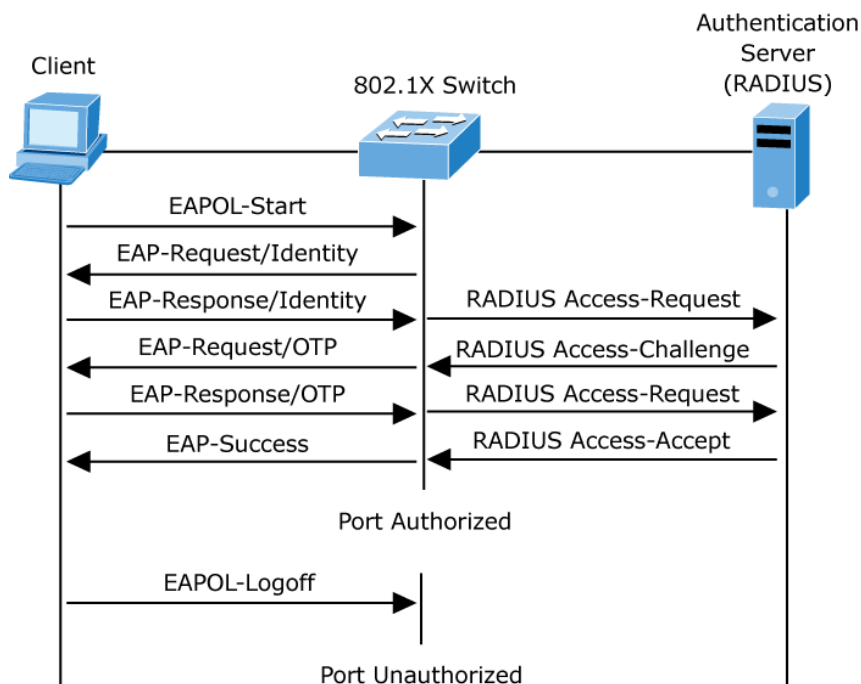 Authentication
Server
(RADIUS)
Client
802.1X Switch
EAPOL-Start
EAP-Request/Identity
EAP-Response/Identity
RADIUS Access-Request
EAP-Request/OTP
RADIUS Access-Challenge
EAP-Response/OTP
RADIUS Access-Request
EAP-Success
RADIUS Access-Accept
Port Authorized
EAPOL-Logoff
Port Unauthorized